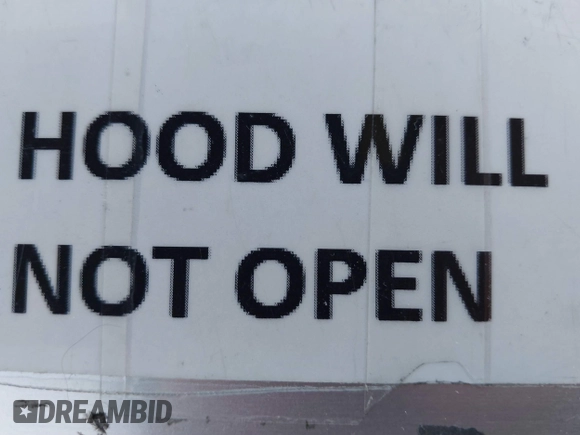 HOOD WILL
NOT OPEN
DREAMBID